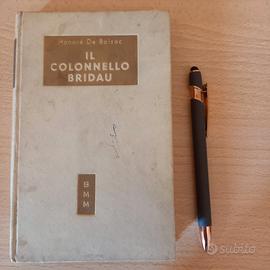 Honoré De Balzac
IL
COLONNELLO
BRIDAU
B
M
M
subito